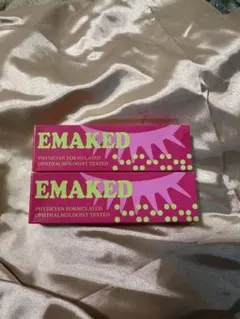 EMAKED
PHYSICIAN FORMULATED
OPHTHALMOLOGIST TESTED
EMAKED
PHYSICIAN FORMULATED
OPHTHALMOLOGIST TESTED